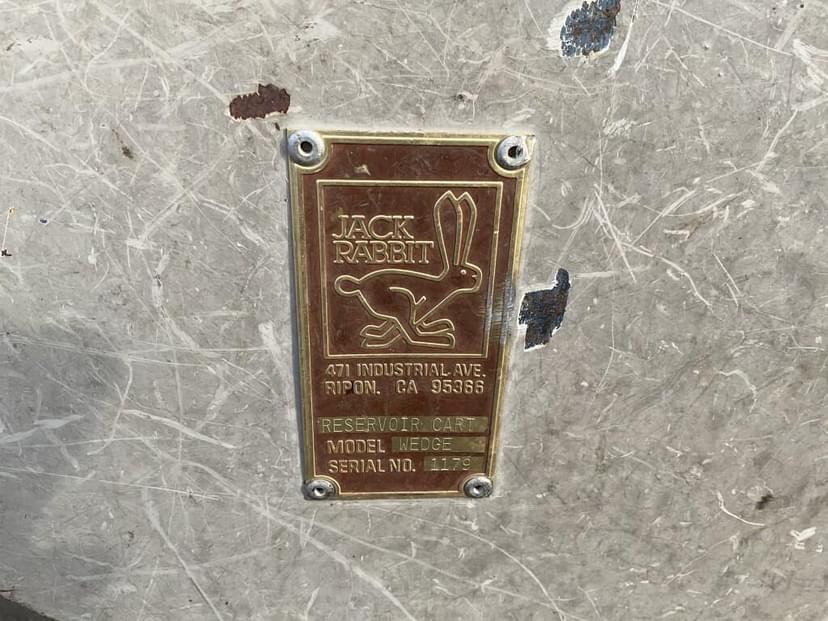 JACK
RABBIT
471 INDUSTRIAL AVE.
RIPON, CA 95366
RESERVOIR CART
MODEL WEDGE
SERIAL NO. 1179